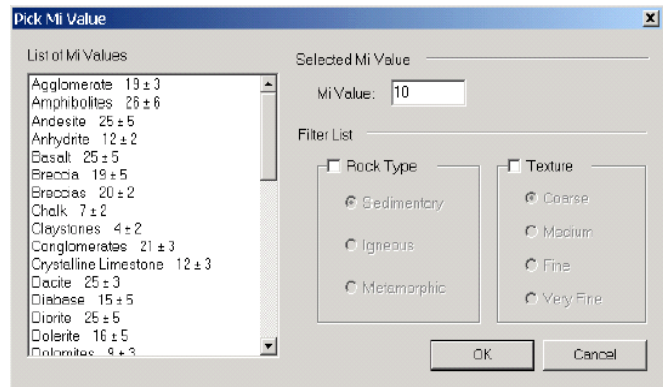 Pick Mi Value
List of Mi Values
Agglomerate 19 ± 3
Amphibolites 26 ± 6
Andesite 25 ± 5
Anhydrite 12 ± 2
Basalt 25 ± 5
Breccia 19 ± 5
Breccias 20 ± 2
Chalk 7 ± 2
Claystones 4 ± 2
Conglomerates 21 ± 3
Crystalline Limestone 12 ± 3
Dacite 25 ± 3
Diabase 15 ± 5
Diorite 25 ± 5
Dolerite 16 ± 5
Dolomites 9 ± 3
Selected Mi Value
Mi Value: 10
Filter List
Rock Type
Sedimentary
Igneous
Metamorphic
Texture
Coarse
Medium
Fine
Very Fine
OK
Cancel